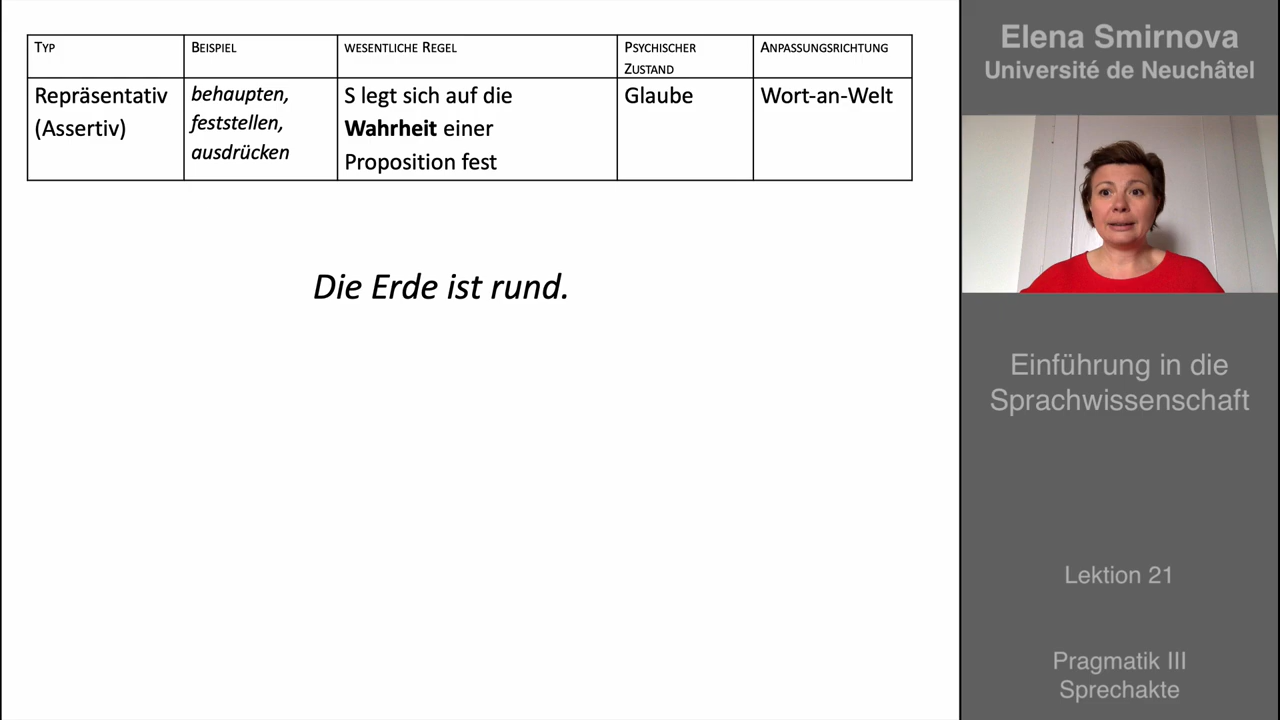 Typ
Beispiel
wesentliche Regel
Psychischer
Zustand
Anpassungsrichtung
Repräsentativ
(Assertiv)
behaupten,
feststellen,
ausdrücken
S legt sich auf die
Wahrheit einer
Proposition fest
Glaube
Wort-an-Welt
Die Erde ist rund.
Elena Smirnova
Université de Neuchâtel
Einführung in die
Sprachwissenschaft
Lektion 21
Pragmatik III
Sprechakte